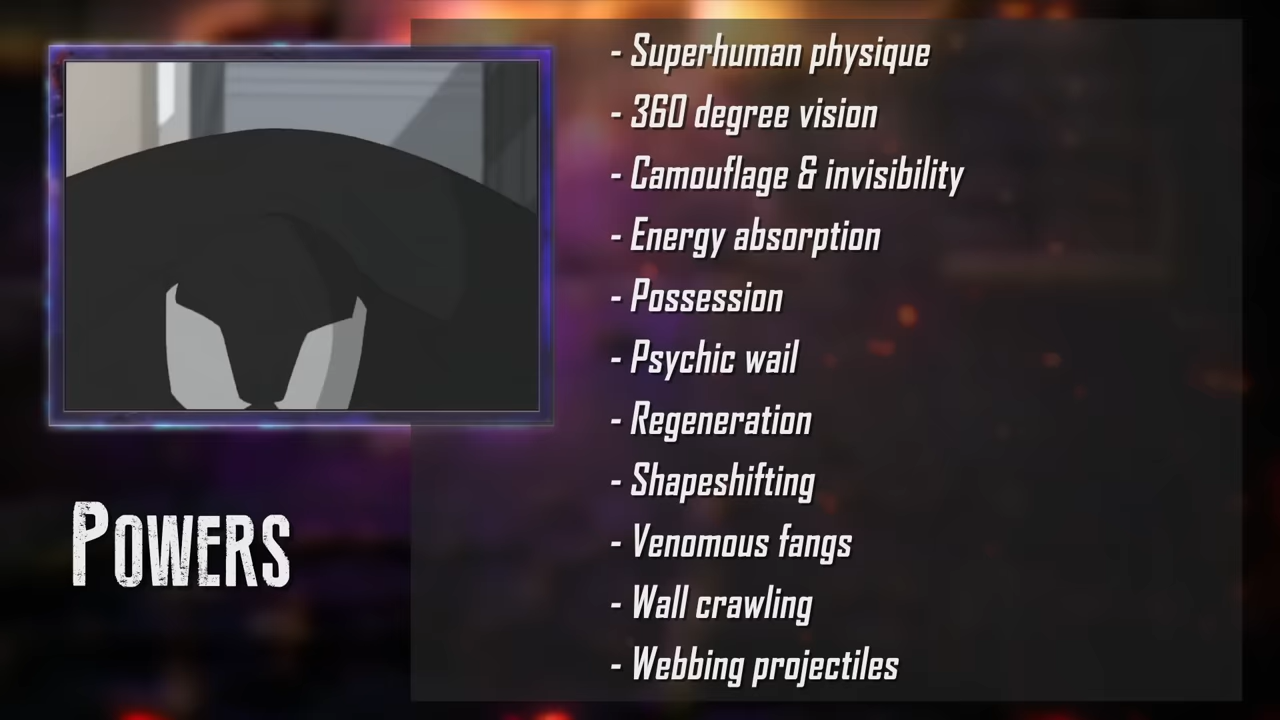 - Superhuman physique
- 360 degree vision
- Camouflage & invisibility
- Energy absorption
- Possession
- Psychic wail
- Regeneration
- Shapeshifting
- Venomous fangs
- Wall crawling
- Webbing projectiles
Powers